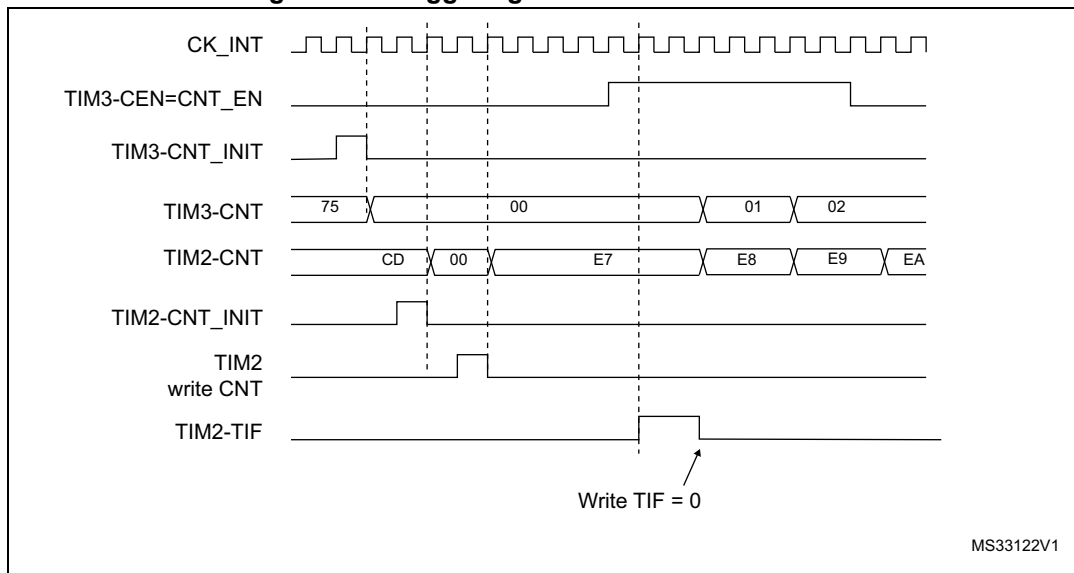 CK_INT
TIM3-CEN=CNT_EN
TIM3-CNT_INIT
TIM3-CNT 75 00 01 02
TIM2-CNT CD 00 E7 E8 E9 EA
TIM2-CNT_INIT
TIM2
write CNT
TIM2-TIF
Write TIF = 0
MS33122V1